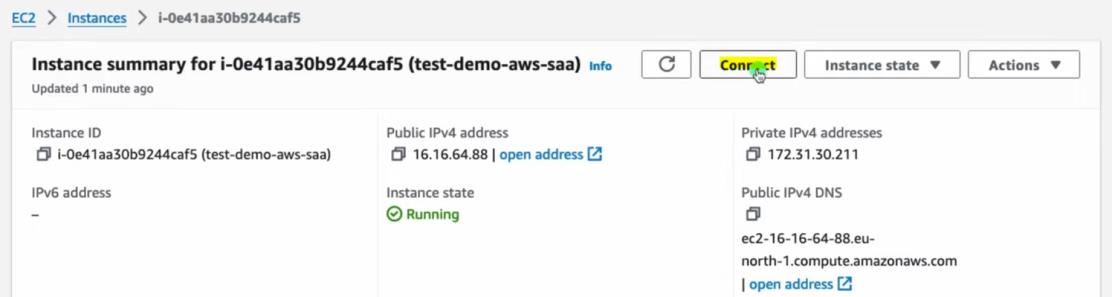 EC2 > Instances > i-0e41aa30b9244caf5
Instance summary for i-0e41aa30b9244caf5 (test-demo-aws-saa) Info
Connect
Instance state ▼
Actions ▼
Updated 1 minute ago
Instance ID
i-0e41aa30b9244caf5 (test-demo-aws-saa)
Public IPv4 address
16.16.64.88 | open address
Private IPv4 addresses
172.31.30.211
IPv6 address
–
Instance state
Running
Public IPv4 DNS
ec2-16-16-64-88.eu-
north-1.compute.amazonaws.com
| open address